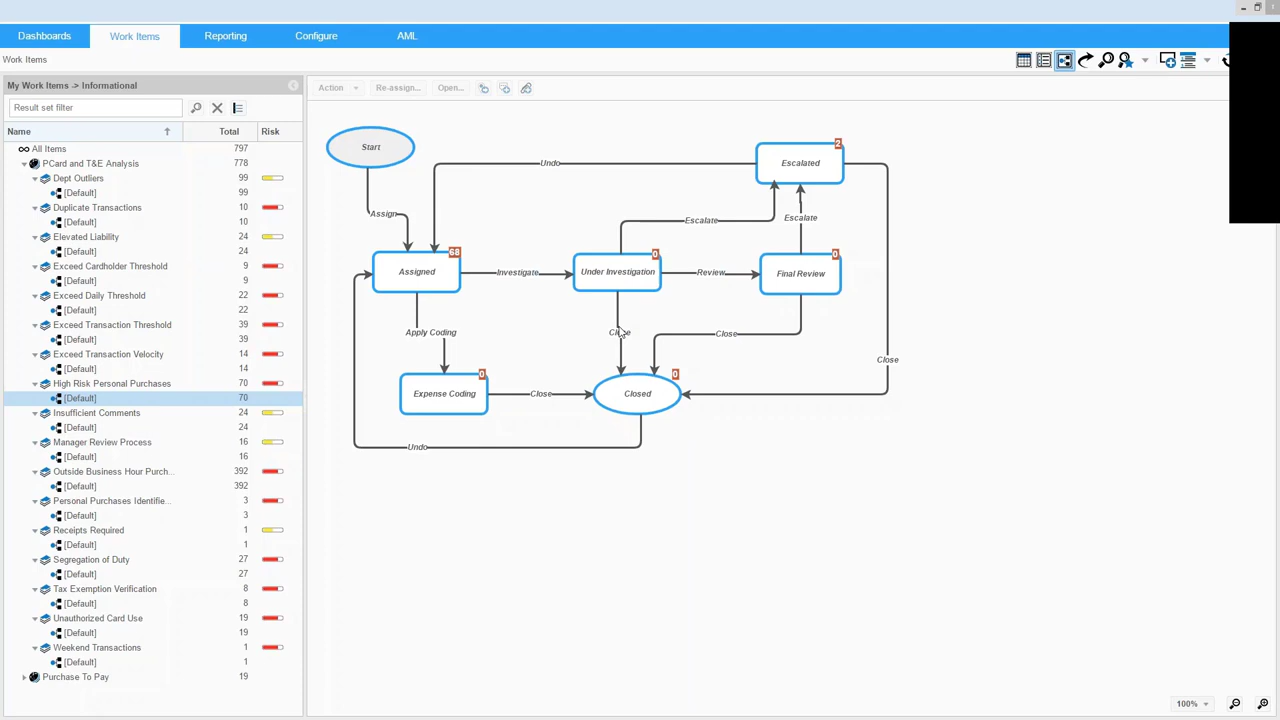 Dashboards
Work Items
Reporting
Configure
AML
Work Items
My Work Items -> Informational
Result set filter
Name Total Risk
All Items 797
PCard and T&E Analysis 778
Dept Outliers 99
[Default] 99
Duplicate Transactions 10
[Default] 10
Elevated Liability 24
[Default] 24
Exceed Cardholder Threshold 9
[Default] 9
Exceed Daily Threshold 22
[Default] 22
Exceed Transaction Threshold 39
[Default] 39
Exceed Transaction Velocity 14
[Default] 14
High Risk Personal Purchases 70
[Default] 70
Insufficient Comments 24
[Default] 24
Manager Review Process 16
[Default] 16
Outside Business Hour Purch... 392
[Default] 392
Personal Purchases Identifie... 3
[Default] 3
Receipts Required 1
[Default] 1
Segregation of Duty 27
[Default] 27
Tax Exemption Verification 8
[Default] 8
Unauthorized Card Use 19
[Default] 19
Weekend Transactions 1
[Default] 1
Purchase To Pay 19
Action
Re-assign...
Open...
Start
Undo
Escalated
2
Assign
Escalate
Escalate
Assigned
68
Investigate
Under Investigation
0
Review
Final Review
0
Apply Coding
Close
Close
Close
Expense Coding
0
Close
Closed
0
Undo
100%